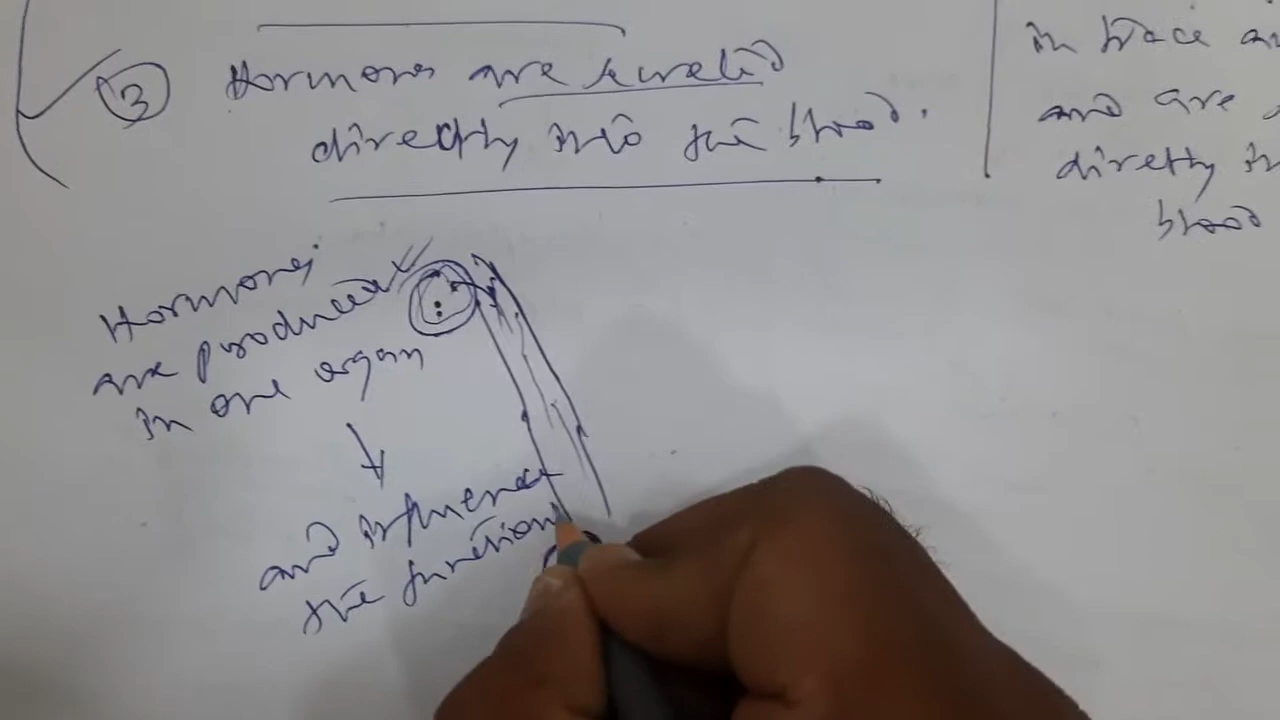 3 Hormones are secreted
directly into the blood.
in trace
and are
directly in
blood
Hormones
are produced
in one organ
and influence
the functions